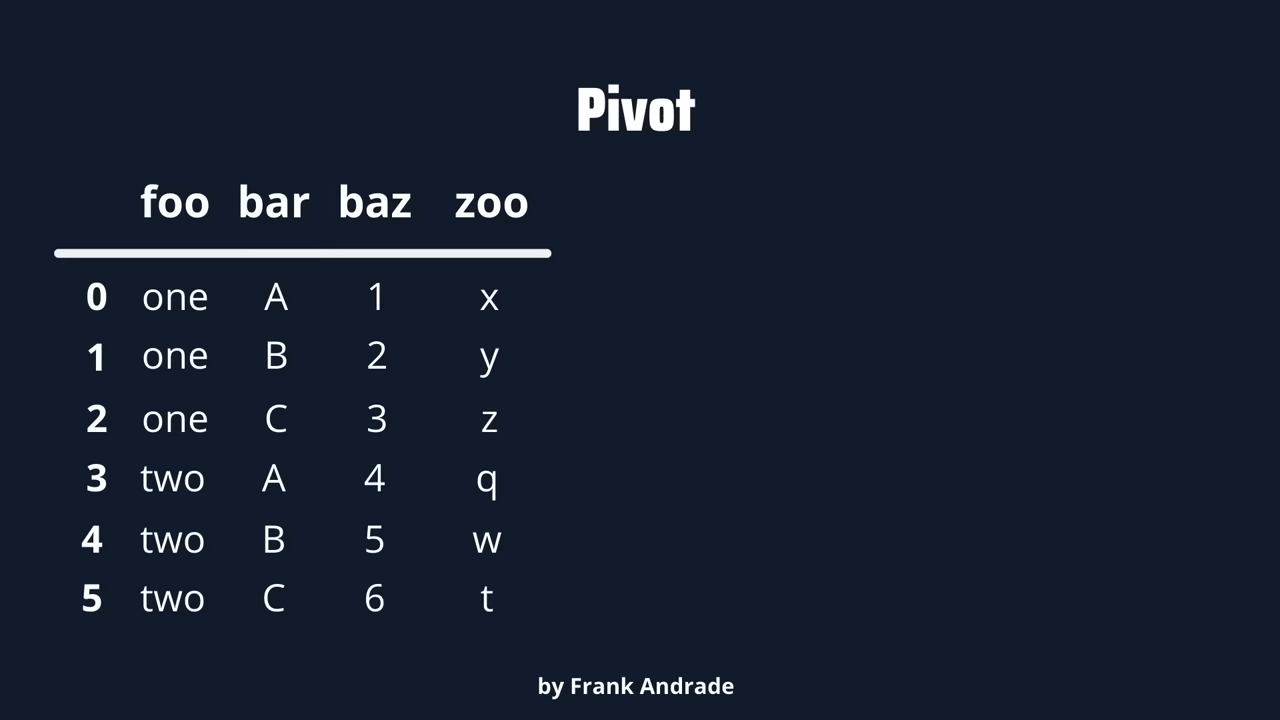 Pivot
foo bar baz zoo
0 one A 1 x
1 one B 2 y
2 one C 3 z
3 two A 4 q
4 two B 5 w
5 two C 6 t
by Frank Andrade